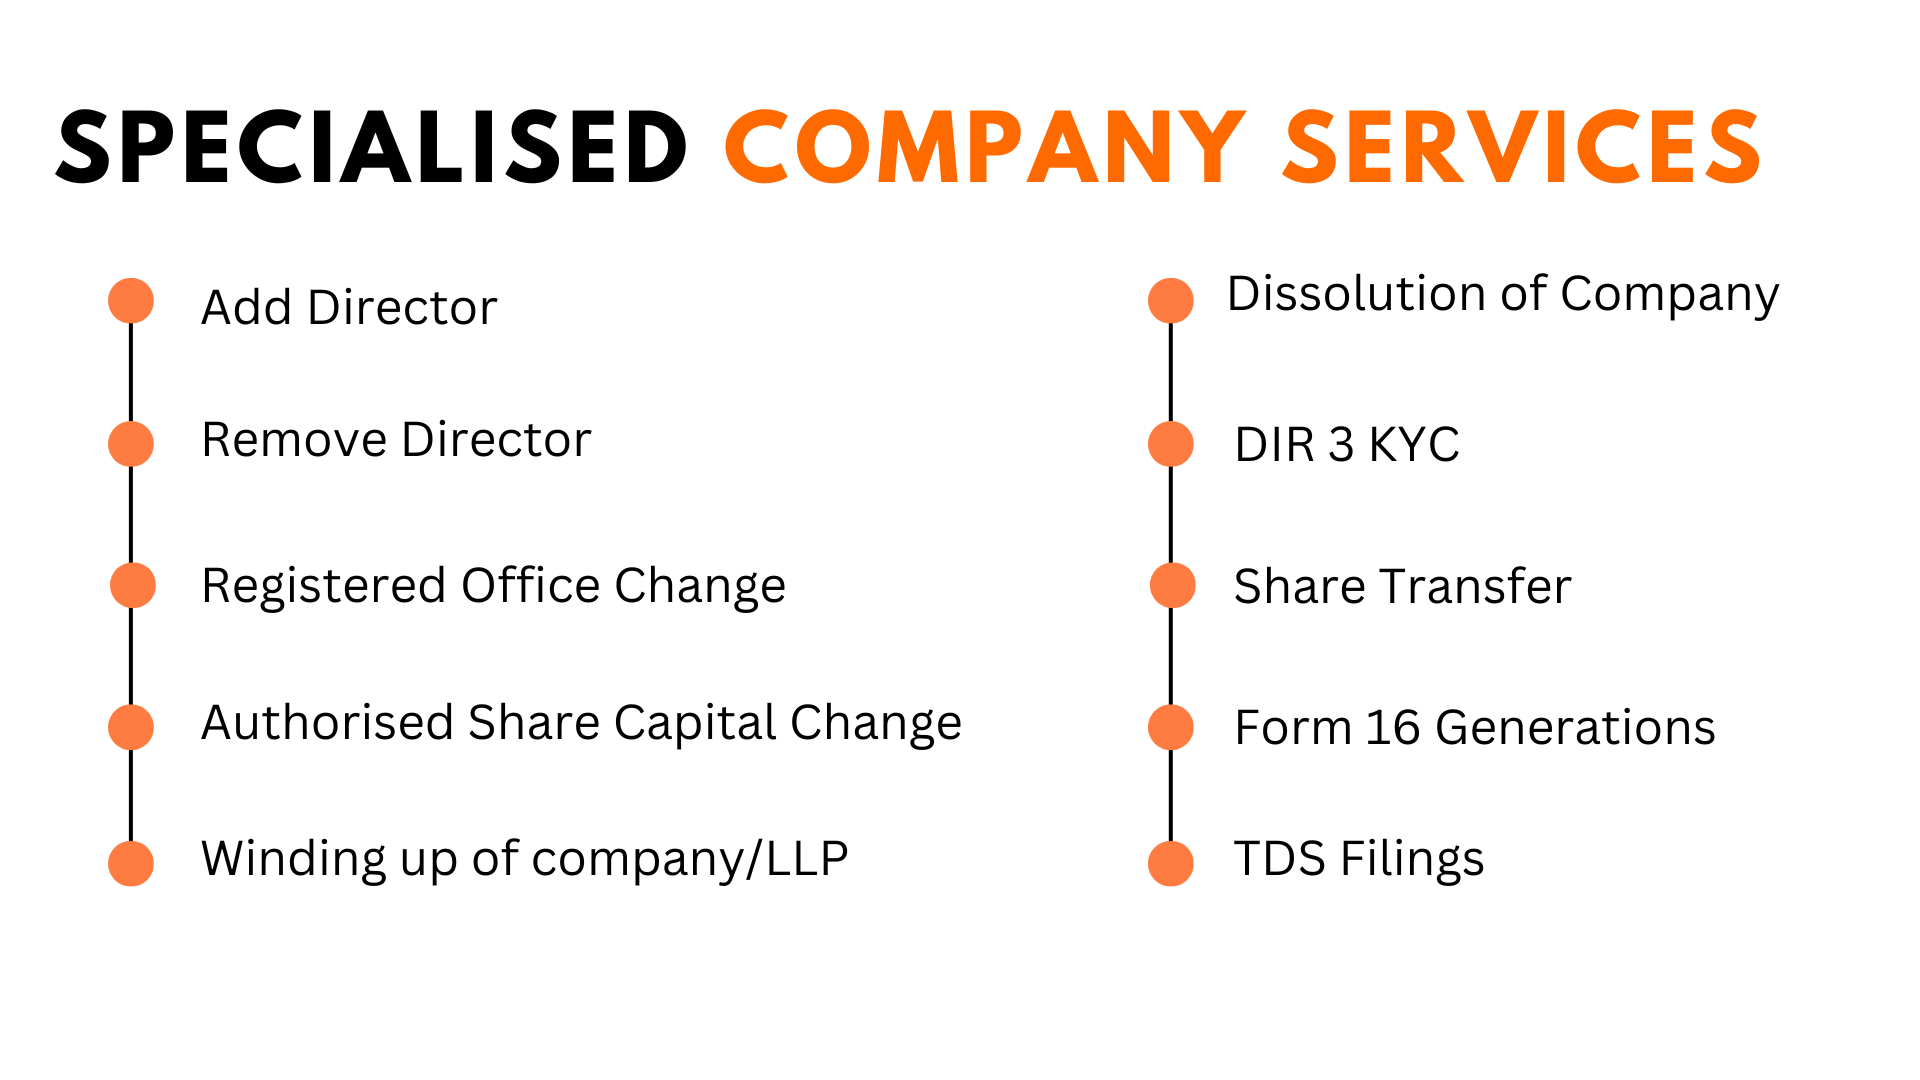 SPECIALISED COMPANY SERVICES
Add Director
Remove Director
Registered Office Change
Authorised Share Capital Change
Winding up of company/LLP
Dissolution of Company
DIR 3 KYC
Share Transfer
Form 16 Generations
TDS Filings